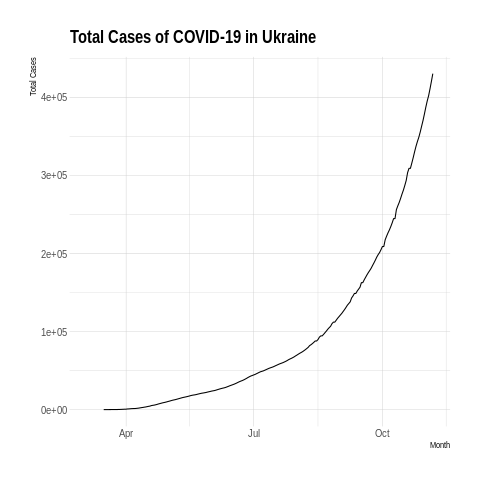 Total Cases of COVID-19 in Ukraine
Total Cases
4e+05
3e+05
2e+05
1e+05
0e+00
Apr Jul Oct
Month